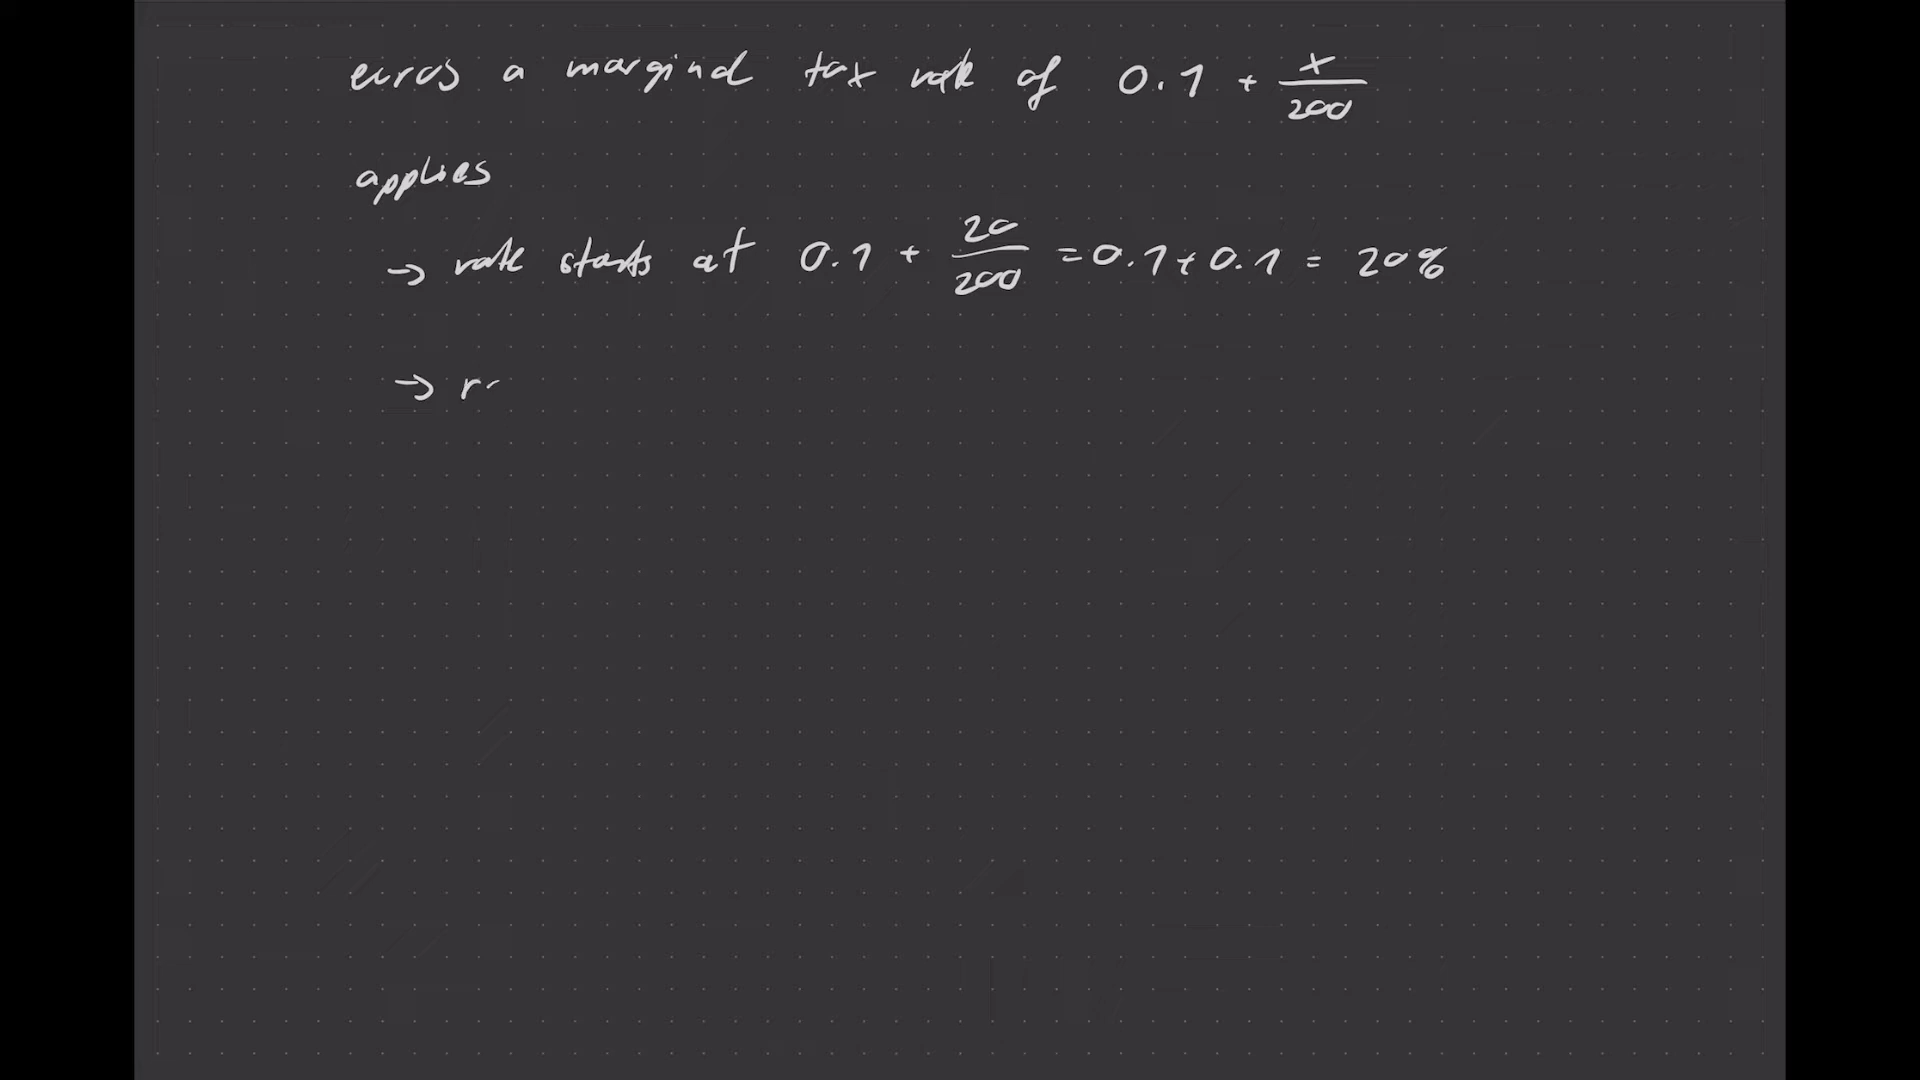 euros a marginal tax rate of 0.1 + x/200
applies
→ rate starts at 0.1 + 20/200 = 0.1 + 0.1 = 20%
→ r